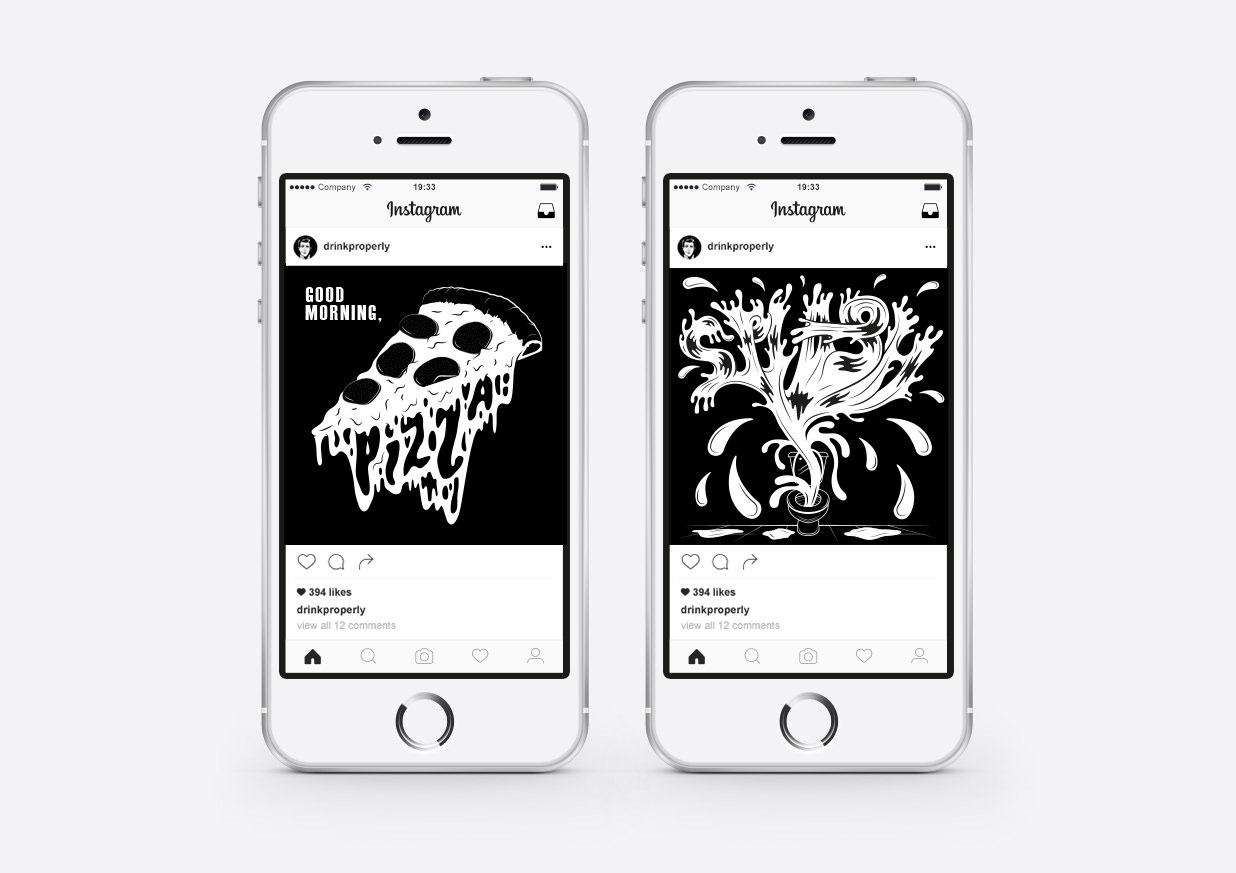 ●●●●● Company 19:33
Instagram
drinkproperly
GOOD
MORNING,
PIZZA
394 likes
drinkproperly
view all 12 comments
●●●●● Company 19:33
Instagram
drinkproperly
394 likes
drinkproperly
view all 12 comments